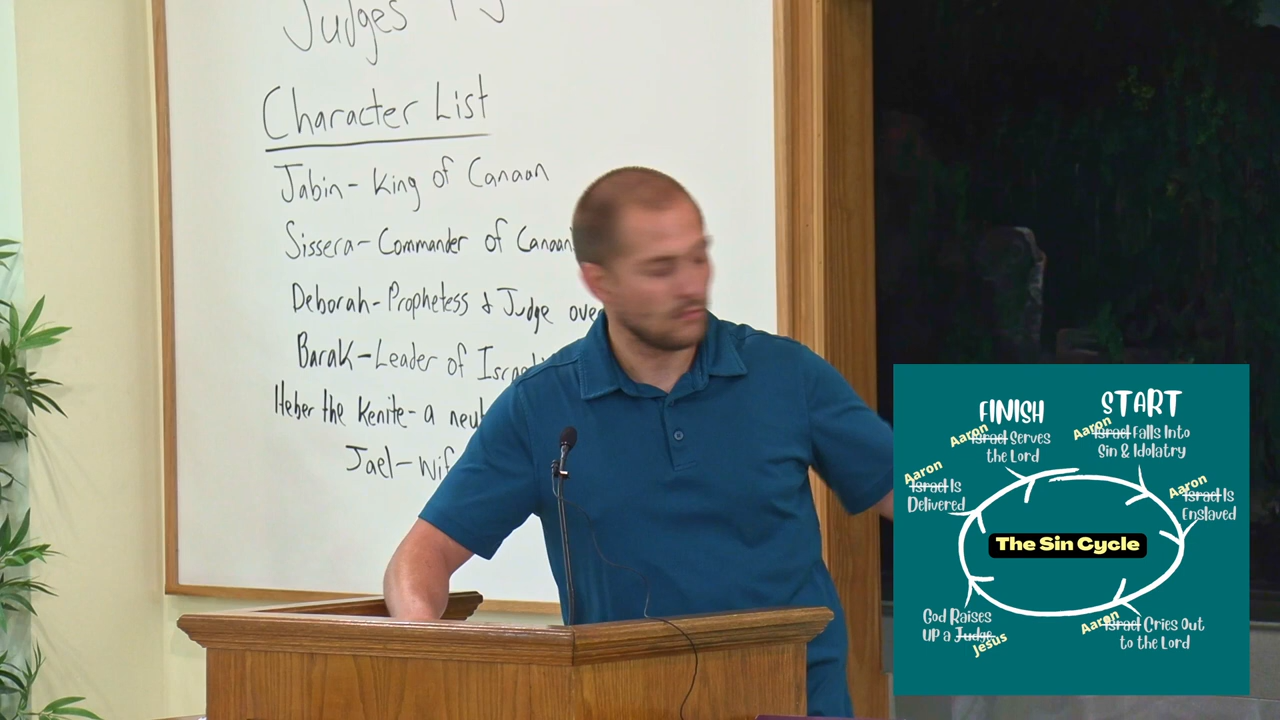 Judges
Character List
Jabin- King of Canaan
Sissera- Commander of Canaan
Deborah- Prophetess & Judge over
Barak- Leader of
Heber the Kenite- a
Jael-
FINISH
START
Aaron
Israel Serves
the Lord
Aaron
Israel Falls Into
Sin & Idolatry
Aaron
Israel Is
Delivered
Aaron
Israel Is
Enslaved
The Sin Cycle
God Raises
Up a Judge
Jesus
Aaron
Israel Cries Out
to the Lord